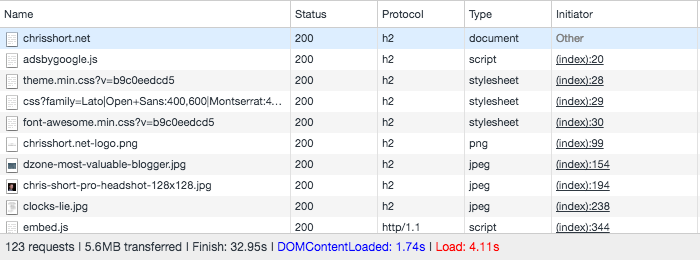 Name Status Protocol Type Initiator
chrisshort.net 200 h2 document Other
adsbygoogle.js 200 h2 script (index):20
theme.min.css?v=b9c0eedcd5 200 h2 stylesheet (index):28
css?family=Lato|Open+Sans:400,600|Montserrat:4... 200 h2 stylesheet (index):29
font-awesome.min.css?v=b9c0eedcd5 200 h2 stylesheet (index):30
chrisshort.net-logo.png 200 h2 png (index):99
dzone-most-valuable-blogger.jpg 200 h2 jpeg (index):154
chris-short-pro-headshot-128x128.jpg 200 h2 jpeg (index):194
clocks-lie.jpg 200 h2 jpeg (index):238
embed.js 200 http/1.1 script (index):344
123 requests | 5.6MB transferred | Finish: 32.95s | DOMContentLoaded: 1.74s | Load: 4.11s